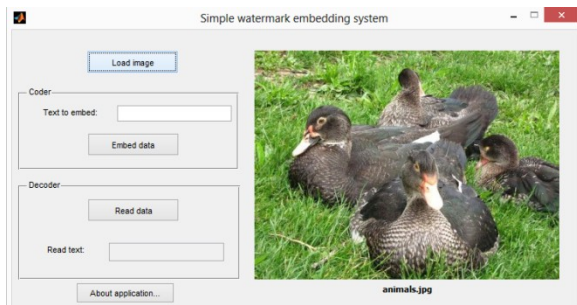 Simple watermark embedding system
Load image
Coder
Text to embed:
Embed data
Decoder
Read data
Read text:
About application...
animals.jpg